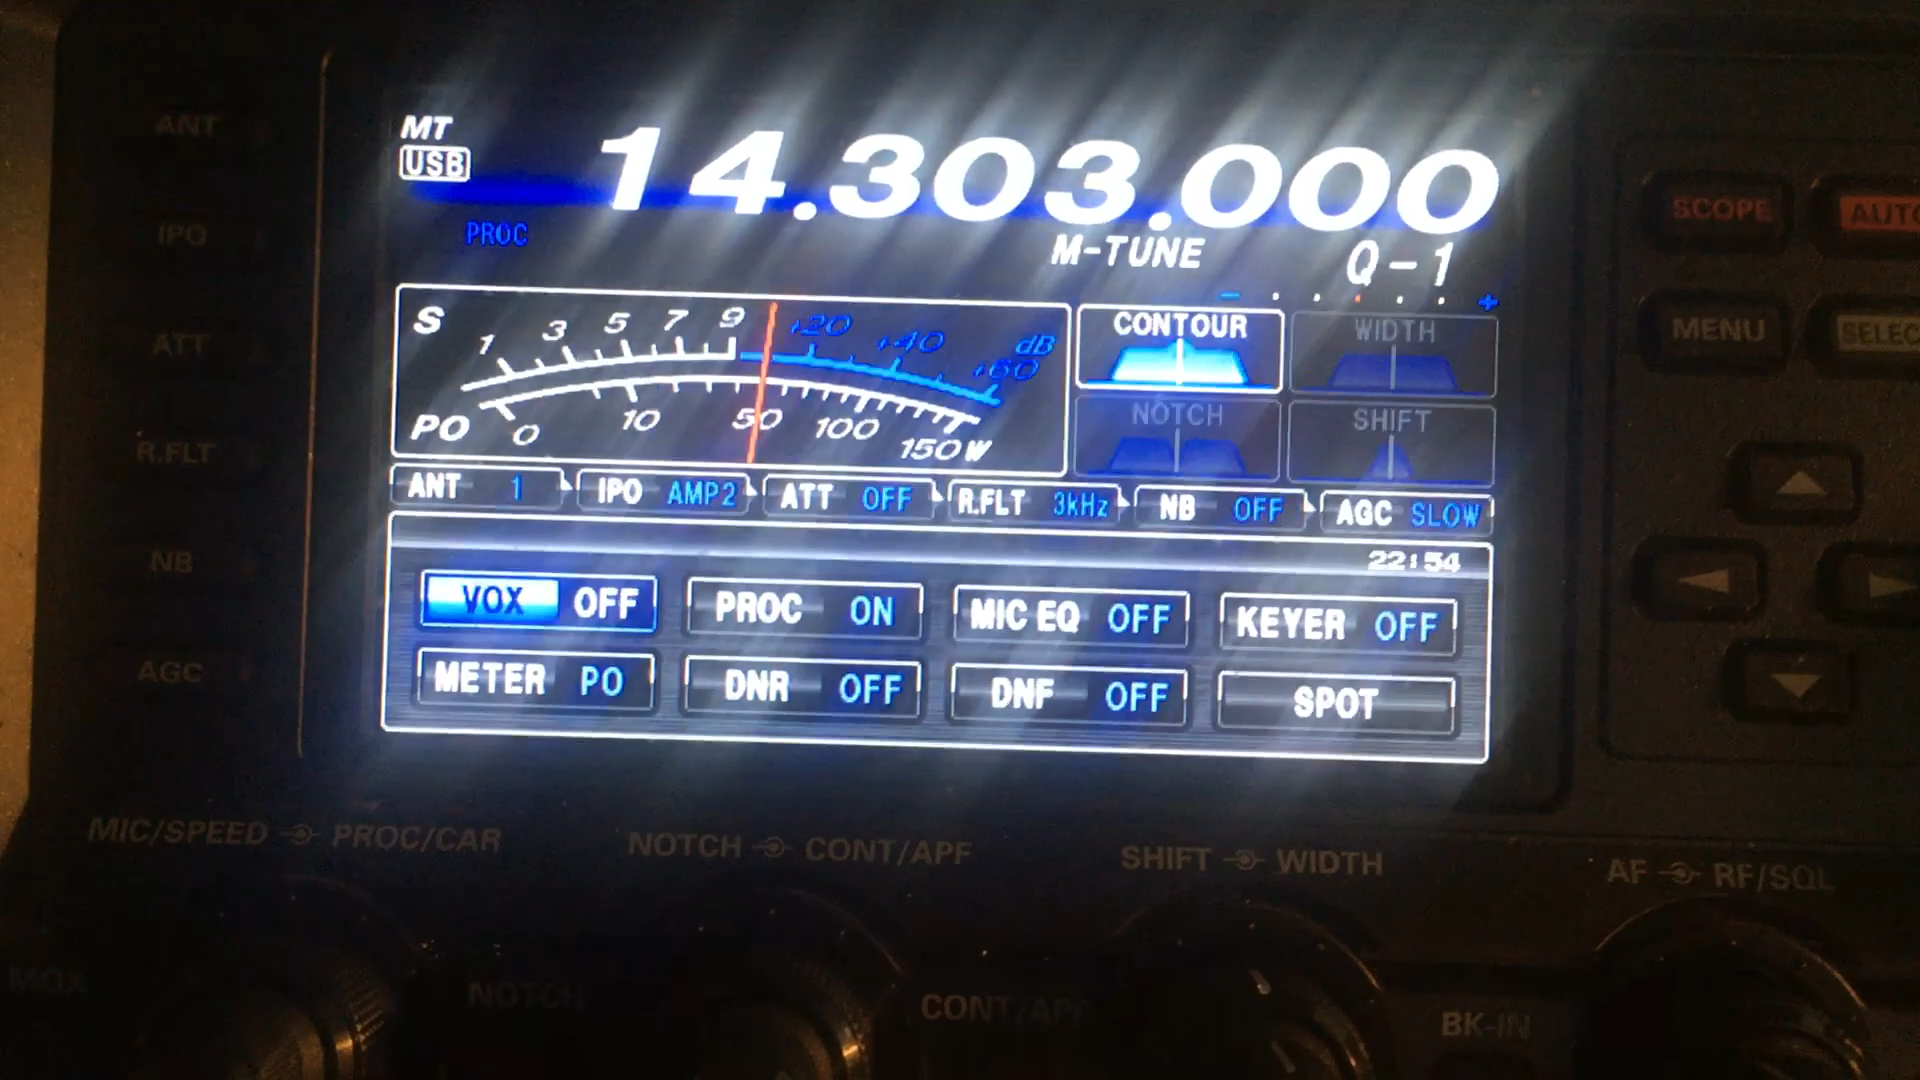 ANT
MT
USB
14.303.000
IPO
PROC
M-TUNE
Q-1
SCOPE
- +
S 1 3 5 7 9 +20 +40 +60 dB
PO 0 10 50 100 150 W
CONTOUR
WIDTH
NOTCH
SHIFT
MENU
ATT
R.FLT
ANT 1
IPO AMP2
ATT OFF
R.FLT 3kHz
NB OFF
AGC SLOW
22:54
NB
VOX OFF
PROC ON
MIC EQ OFF
KEYER OFF
AGC
METER PO
DNR OFF
DNF OFF
SPOT
MIC/SPEED PROC/CAR
NOTCH CONT/APF
SHIFT WIDTH
AF RF/SQL
MOX
NOTCH
CONT/APF
BK-IN